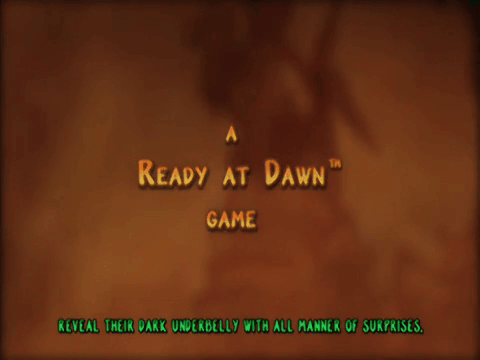 A
READY AT DAWN™
GAME
REVEAL THEIR DARK UNDERBELLY WITH ALL MANNER OF SURPRISES.